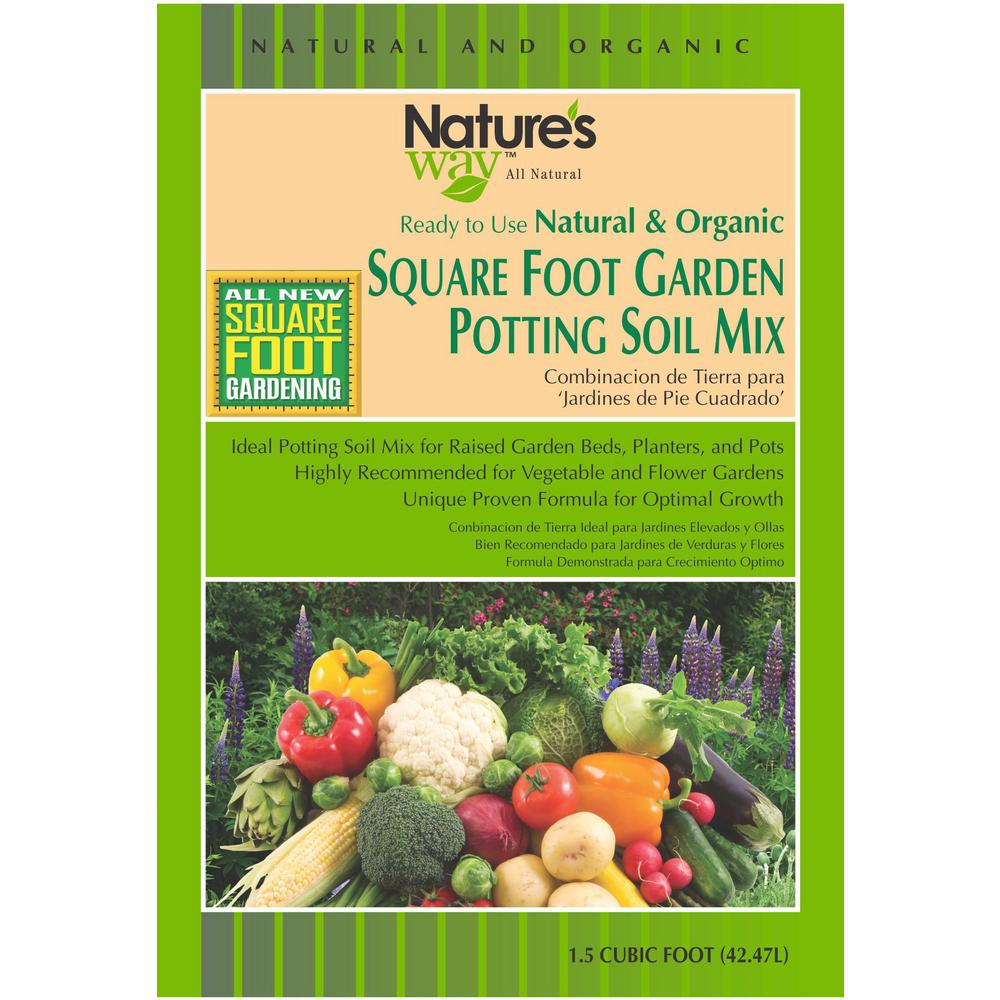 NATURAL AND ORGANIC
Nature's
way™
All Natural
Ready to Use Natural & Organic
SQUARE FOOT GARDEN
POTTING SOIL MIX
Combinacion de Tierra para
'Jardines de Pie Cuadrado'
ALL NEW
SQUARE
FOOT
GARDENING
Ideal Potting Soil Mix for Raised Garden Beds, Planters, and Pots
Highly Recommended for Vegetable and Flower Gardens
Unique Proven Formula for Optimal Growth
Conbinacion de Tierra Ideal para Jardines Elevados y Ollas
Bien Recomendado para Jardines de Verduras y Flores
Formula Demonstrada para Crecimiento Optimo
1.5 CUBIC FOOT (42.47L)